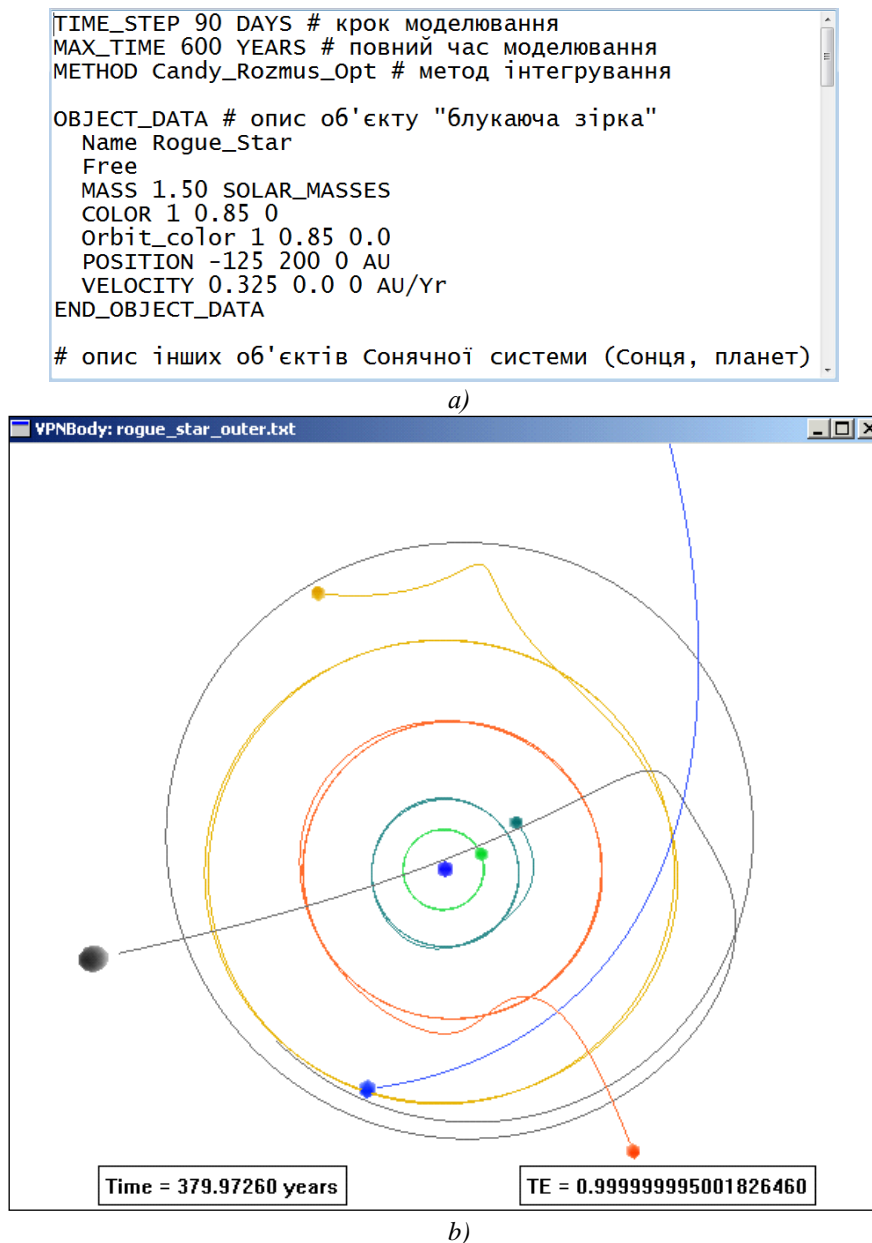 TIME_STEP 90 DAYS # крок моделювання
MAX_TIME 600 YEARS # повний час моделювання
METHOD Candy_Rozmus_Opt # метод інтегрування
OBJECT_DATA # опис об'єкту "блукаюча зірка"
Name Rogue_Star
Free
MASS 1.50 SOLAR_MASSES
COLOR 1 0.85 0
Orbit_color 1 0.85 0.0
POSITION -125 200 0 AU
VELOCITY 0.325 0.0 0 AU/Yr
END_OBJECT_DATA
# опис інших об'єктів Сонячної системи (Сонця, планет)
a)
VPNBody: rogue_star_outer.txt
Time = 379.97260 years
TE = 0.999999995001826460
b)